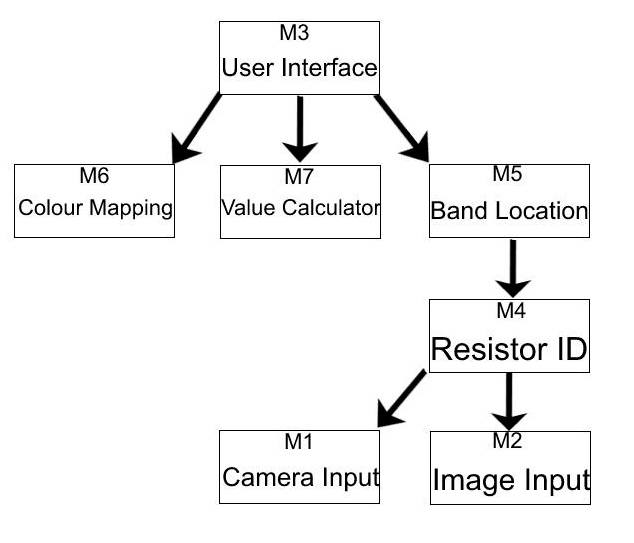 M3
User Interface
M6
Colour Mapping
M7
Value Calculator
M5
Band Location
M4
Resistor ID
M1
Camera Input
M2
Image Input